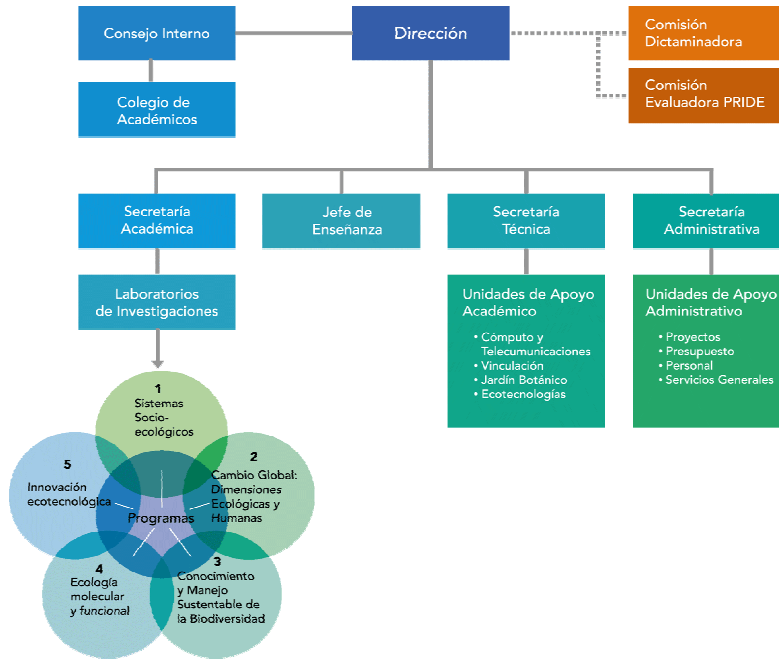 Consejo Interno
Dirección
Comisión
Dictaminadora
Colegio de
Académicos
Comisión
Evaluadora PRIDE
Secretaría
Académica
Jefe de
Enseñanza
Secretaría
Técnica
Secretaría
Administrativa
Laboratorios
de Investigaciones
Unidades de Apoyo
Académico
• Cómputo y
Telecomunicaciones
• Vinculación
• Jardín Botánico
• Ecotecnologías
Unidades de Apoyo
Administrativo
• Proyectos
• Presupuesto
• Personal
• Servicios Generales
1
Sistemas
Socio-
ecológicos
2
Cambio Global:
Dimensiones
Ecológicas y
Humanas
3
Conocimiento
y Manejo
Sustentable de
la Biodiversidad
4
Ecología
molecular
y funcional
5
Innovación
ecotecnológica
Programas